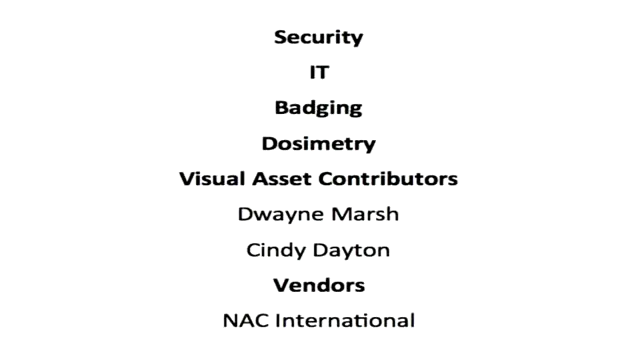 Security
IT
Badging
Dosimetry
Visual Asset Contributors
Dwayne Marsh
Cindy Dayton
Vendors
NAC International